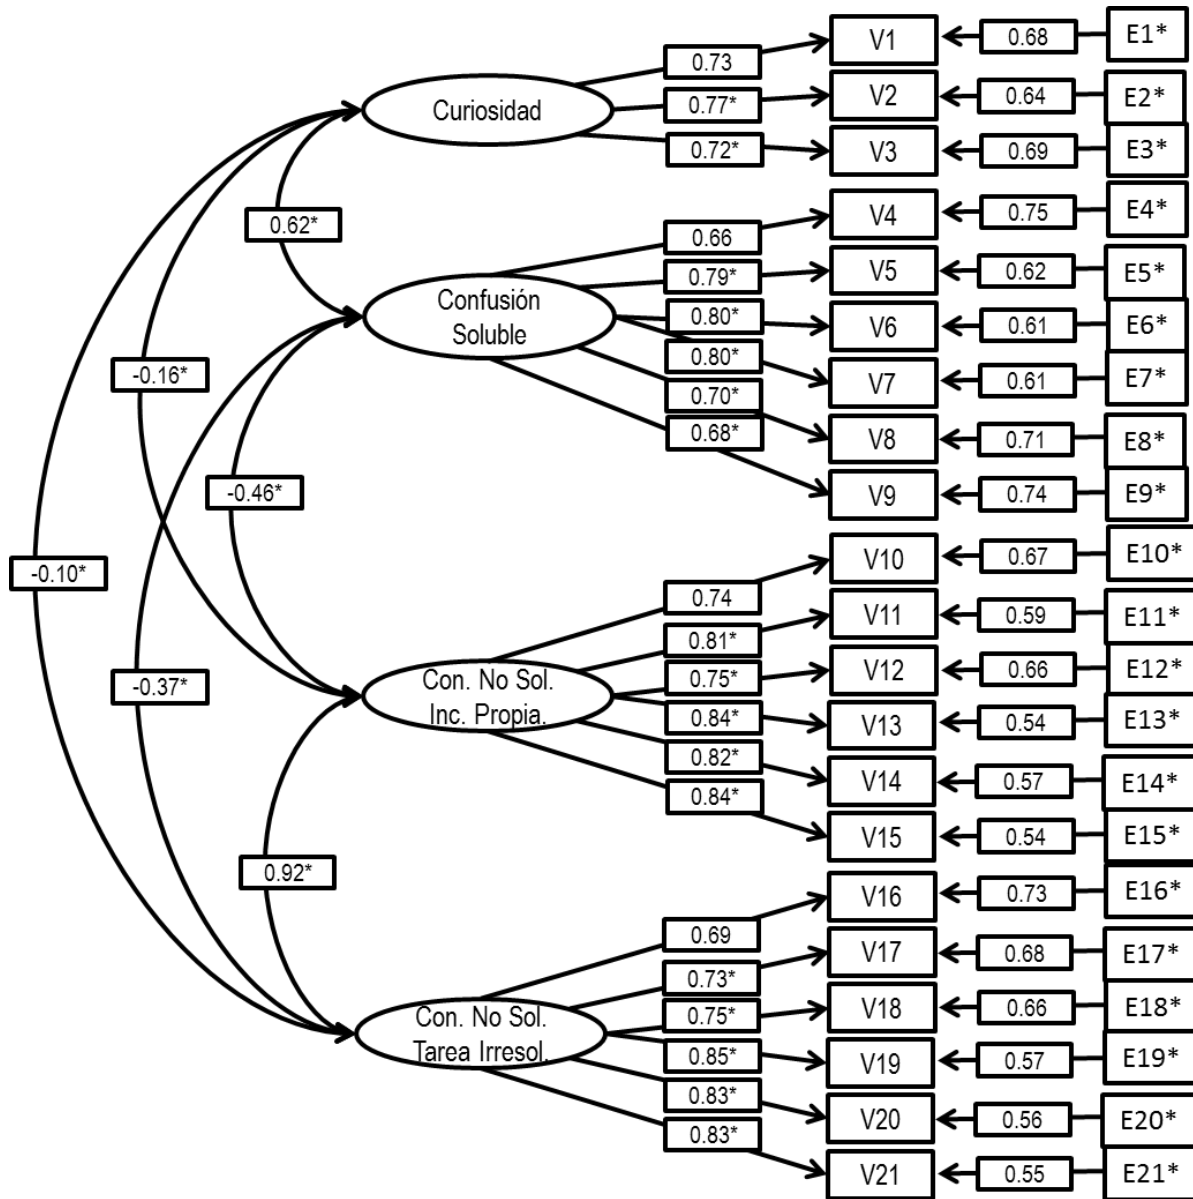 V1
0.68
E1*
0.73
Curiosidad
0.77*
V2
0.64
E2*
0.72*
V3
0.69
E3*
0.62*
0.66
V4
0.75
E4*
0.79*
V5
0.62
E5*
Confusión
Soluble
0.80*
V6
0.61
E6*
0.80*
V7
0.61
E7*
-0.16*
0.70*
V8
0.71
E8*
0.68*
V9
0.74
E9*
-0.46*
V10
0.67
E10*
-0.10*
0.74
V11
0.59
E11*
0.81*
V12
0.66
E12*
-0.37*
Con. No Sol.
Inc. Propia.
0.75*
V13
0.54
E13*
0.84*
0.82*
V14
0.57
E14*
0.84*
V15
0.54
E15*
0.92*
V16
0.73
E16*
0.69
V17
0.68
E17*
0.73*
V18
0.66
E18*
Con. No Sol.
Tarea Irresol.
0.75*
0.85*
V19
0.57
E19*
0.83*
V20
0.56
E20*
0.83*
V21
0.55
E21*